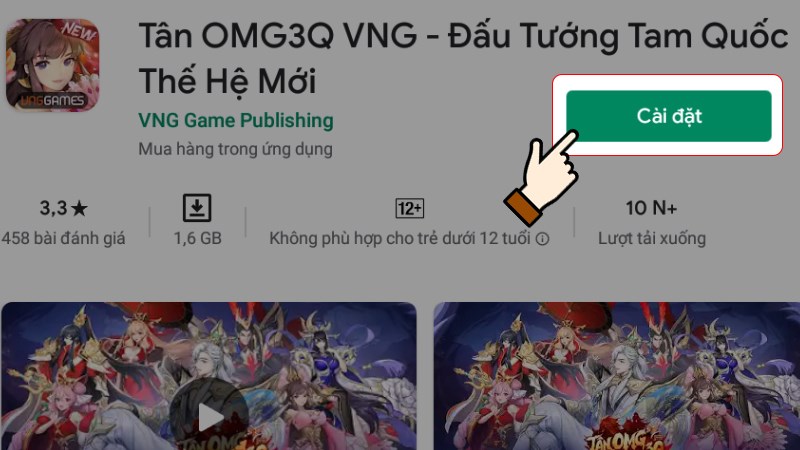 NEW
VNGGAMES
Tân OMG3Q VNG - Đấu Tướng Tam Quốc
Thế Hệ Mới
VNG Game Publishing
Mua hàng trong ứng dụng
Cài đặt
3,3★
458 bài đánh giá
1,6 GB
12+
Không phù hợp cho trẻ dưới 12 tuổi
10 N+
Lượt tải xuống
TÂN OMG
3Q